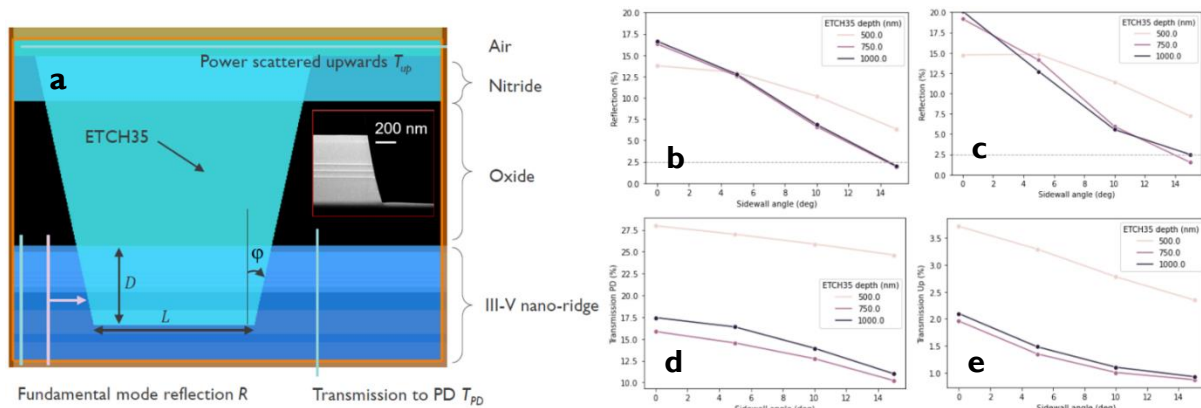 a
Power scattered upwards T_up
ETCH35
200 nm
φ
D
L
Air
Nitride
Oxide
III-V nano-ridge
Fundamental mode reflection R
Transmission to PD T_PD
b
Reflection (%)
20.0
17.5
15.0
12.5
10.0
7.5
5.0
2.5
0.0
ETCH35 depth (nm)
500.0
750.0
1000.0
0 2 4 6 8 10 12 14
Sidewall angle (deg)
c
Reflection (%)
20.0
17.5
15.0
12.5
10.0
7.5
5.0
2.5
0.0
ETCH35 depth (nm)
500.0
750.0
1000.0
0 2 4 6 8 10 12 14
Sidewall angle (deg)
d
Transmission PD (%)
27.5
25.0
22.5
20.0
17.5
15.0
12.5
10.0
ETCH35 depth (nm)
500.0
750.0
1000.0
0 2 4 6 8 10 12 14
Sidewall angle (deg)
e
Transmission Up (%)
3.5
3.0
2.5
2.0
1.5
1.0
ETCH35 depth (nm)
500.0
750.0
1000.0
0 2 4 6 8 10 12 14
Sidewall angle (deg)